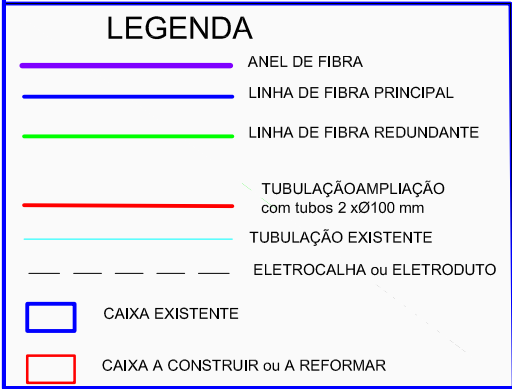 LEGENDA
ANEL DE FIBRA
LINHA DE FIBRA PRINCIPAL
LINHA DE FIBRA REDUNDANTE
TUBULAÇÃOAMPLIAÇÃO
com tubos 2 xØ100 mm
TUBULAÇÃO EXISTENTE
ELETROCALHA ou ELETRODUTO
CAIXA EXISTENTE
CAIXA A CONSTRUIR ou A REFORMAR